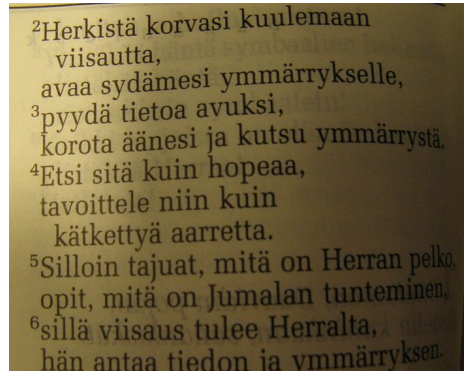 ²Herkistä korvasi kuulemaan
viisautta,
avaa sydämesi ymmärrykselle,
³pyydä tietoa avuksi,
korota äänesi ja kutsu ymmärrystä.
⁴Etsi sitä kuin hopeaa,
tavoittele niin kuin
kätkettyä aarretta.
⁵Silloin tajuat, mitä on Herran pelko,
opit, mitä on Jumalan tunteminen,
⁶sillä viisaus tulee Herralta,
hän antaa tiedon ja ymmärryksen.